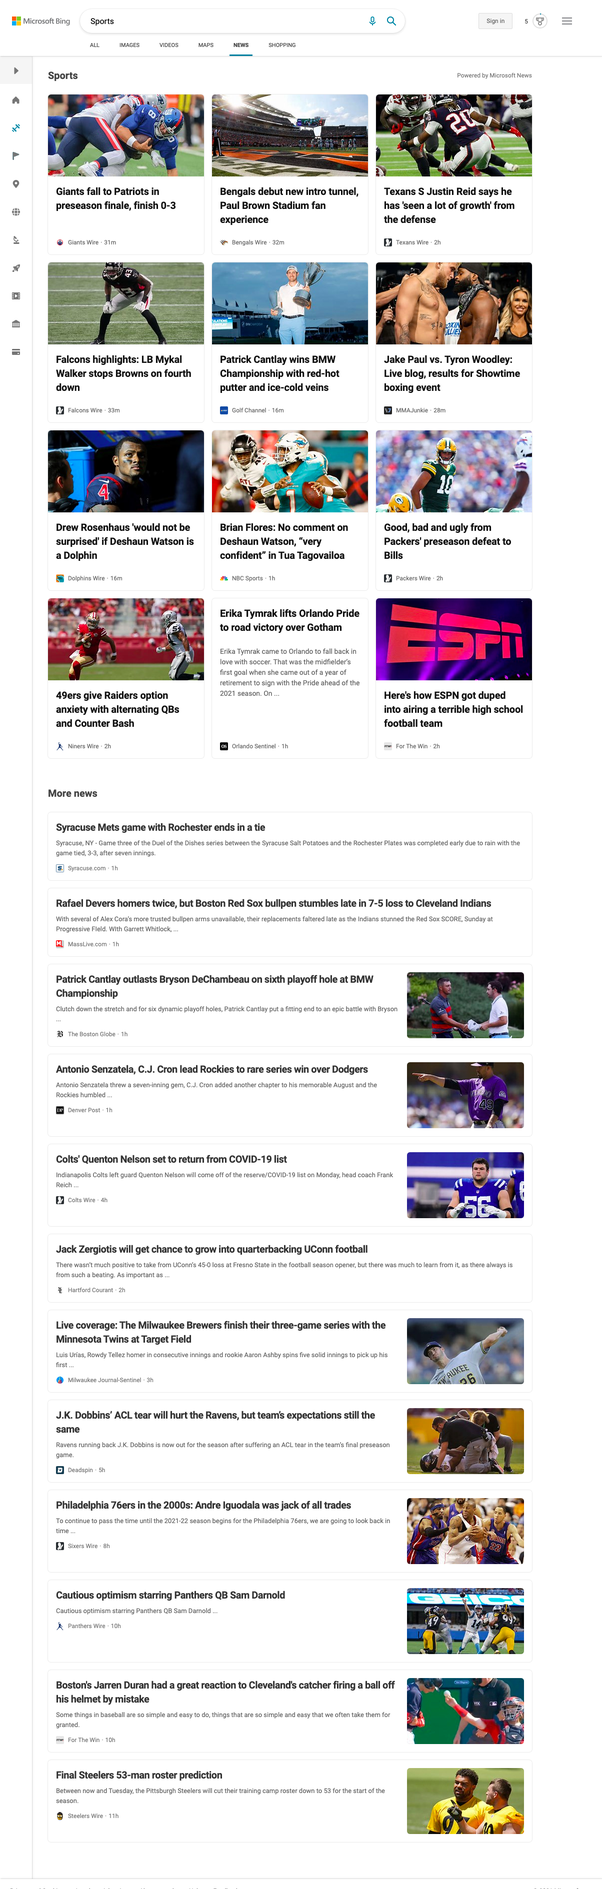 Microsoft Bing
Sports
Sign in
5
ALL
IMAGES
VIDEOS
MAPS
NEWS
SHOPPING
Sports
Powered by Microsoft News
Giants fall to Patriots in
preseason finale, finish 0-3
Giants Wire · 31m
Bengals debut new intro tunnel,
Paul Brown Stadium fan
experience
Bengals Wire · 32m
Texans S Justin Reid says he
has 'seen a lot of growth' from
the defense
Texans Wire · 2h
Falcons highlights: LB Mykal
Walker stops Browns on fourth
down
Falcons Wire · 33m
Patrick Cantlay wins BMW
Championship with red-hot
putter and ice-cold veins
Golf Channel · 16m
Jake Paul vs. Tyron Woodley:
Live blog, results for Showtime
boxing event
MMAJunkie · 28m
Drew Rosenhaus 'would not be
surprised' if Deshaun Watson is
a Dolphin
Dolphins Wire · 16m
Brian Flores: No comment on
Deshaun Watson, “very
confident” in Tua Tagovailoa
NBC Sports · 1h
Good, bad and ugly from
Packers' preseason defeat to
Bills
Packers Wire · 2h
49ers give Raiders option
anxiety with alternating QBs
and Counter Bash
Niners Wire · 2h
Erika Tymrak lifts Orlando Pride
to road victory over Gotham
Erika Tymrak came to Orlando to fall back in
love with soccer. That was the midfielder's
first goal when she came out of a year of
retirement to sign with the Pride ahead of the
2021 season. On ...
Orlando Sentinel · 1h
ESPN
Here's how ESPN got duped
into airing a terrible high school
football team
For The Win · 2h
More news
Syracuse Mets game with Rochester ends in a tie
Syracuse, NY - Game three of the Duel of the Dishes series between the Syracuse Salt Potatoes and the Rochester Plates was completed early due to rain with the
game tied, 3-3, after seven innings.
Syracuse.com · 1h
Rafael Devers homers twice, but Boston Red Sox bullpen stumbles late in 7-5 loss to Cleveland Indians
With several of Alex Cora's more trusted bullpen arms unavailable, their replacements faltered late as the Indians stunned the Red Sox SCORE, Sunday at
Progressive Field. With Garrett Whitlock, ...
MassLive.com · 1h
Patrick Cantlay outlasts Bryson DeChambeau on sixth playoff hole at BMW
Championship
Clutch down the stretch and for six dynamic playoff holes, Patrick Cantlay put a fitting end to an epic battle with Bryson
...
The Boston Globe · 1h
Antonio Senzatela, C.J. Cron lead Rockies to rare series win over Dodgers
Antonio Senzatela threw a seven-inning gem, C.J. Cron added another chapter to his memorable August and the
Rockies humbled ...
Denver Post · 1h
Colts' Quenton Nelson set to return from COVID-19 list
Indianapolis Colts left guard Quenton Nelson will come off of the reserve/COVID-19 list on Monday, head coach Frank
Reich ...
Colts Wire · 4h
Jack Zergiotis will get chance to grow into quarterbacking UConn football
There wasn't much positive to take from UConn's 45-0 loss at Fresno State in the football season opener, but there was much to learn from it, as there always is
from such a beating. As important as ...
Hartford Courant · 2h
Live coverage: The Milwaukee Brewers finish their three-game series with the
Minnesota Twins at Target Field
Luis Urías, Rowdy Tellez homer in consecutive innings and rookie Aaron Ashby spins five solid innings to pick up his
first ...
Milwaukee Journal-Sentinel · 3h
J.K. Dobbins’ ACL tear will hurt the Ravens, but team’s expectations still the
same
Ravens running back J.K. Dobbins is now out for the season after suffering an ACL tear in the team's final preseason
game.
Deadspin · 5h
Philadelphia 76ers in the 2000s: Andre Iguodala was jack of all trades
To continue to pass the time until the 2021-22 season begins for the Philadelphia 76ers, we are going to look back in
time ...
Sixers Wire · 8h
Cautious optimism starring Panthers QB Sam Darnold
Cautious optimism starring Panthers QB Sam Darnold ...
Panthers Wire · 10h
Boston's Jarren Duran had a great reaction to Cleveland's catcher firing a ball off
his helmet by mistake
Some things in baseball are so simple and easy to do, things that are so simple and easy that we often take them for
granted.
For The Win · 10h
Final Steelers 53-man roster prediction
Between now and Tuesday, the Pittsburgh Steelers will cut their training camp roster down to 53 for the start of the
season.
Steelers Wire · 11h